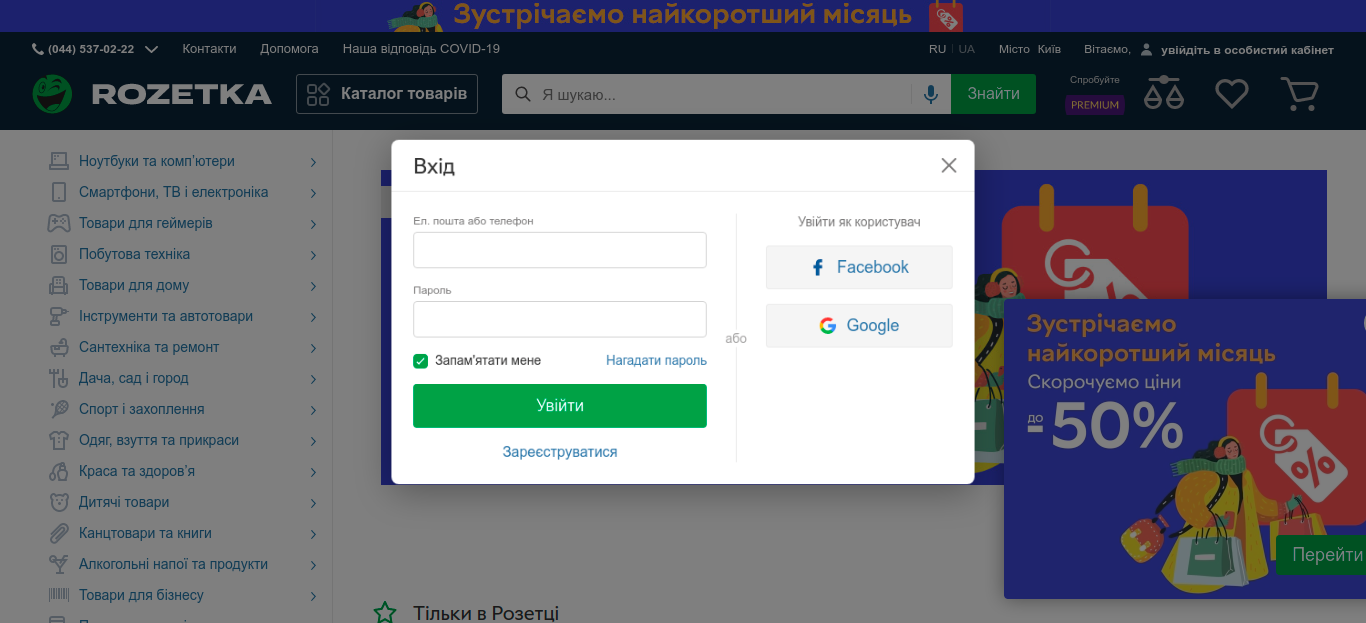 Зустрічаємо найкоротший місяць
(044) 537-02-22
Контакти
Допомога
Наша відповідь COVID-19
RU | UA
Місто Київ
Вітаємо, увійдіть в особистий кабінет
ROZETKA
Каталог товарів
Я шукаю...
Знайти
Спробуйте
PREMIUM
Ноутбуки та комп'ютери
Смартфони, ТВ і електроніка
Товари для геймерів
Побутова техніка
Товари для дому
Інструменти та автотовари
Сантехніка та ремонт
Дача, сад і город
Спорт і захоплення
Одяг, взуття та прикраси
Краса та здоров'я
Дитячі товари
Канцтовари та книги
Алкогольні напої та продукти
Товари для бізнесу
Вхід
Ел. пошта або телефон
Пароль
Запам'ятати мене
Нагадати пароль
Увійти
Зареєструватися
або
Увійти як користувач
Facebook
Google
Зустрічаємо
найкоротший місяць
Скорочуємо ціни
до
-50%
%
Перейти
Тільки в Розетці